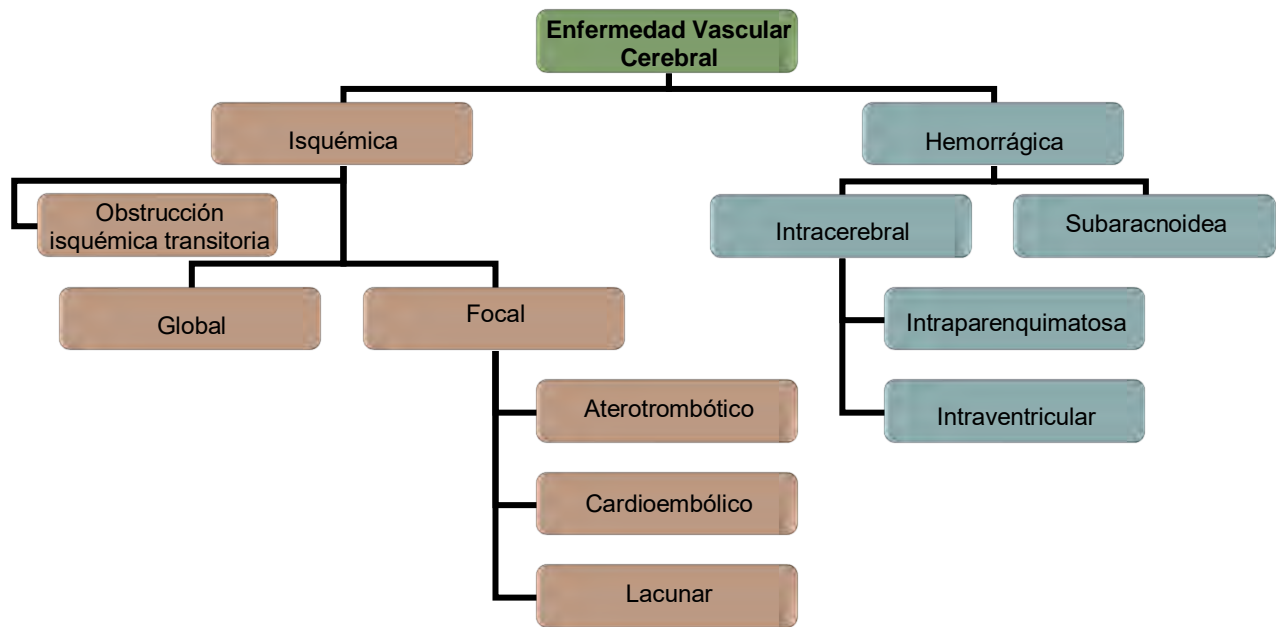 Enfermedad Vascular
Cerebral
Isquémica
Hemorrágica
Obstrucción
isquémica transitoria
Intracerebral
Subaracnoidea
Global
Focal
Intraparenquimatosa
Aterotrombótico
Intraventricular
Cardioembólico
Lacunar